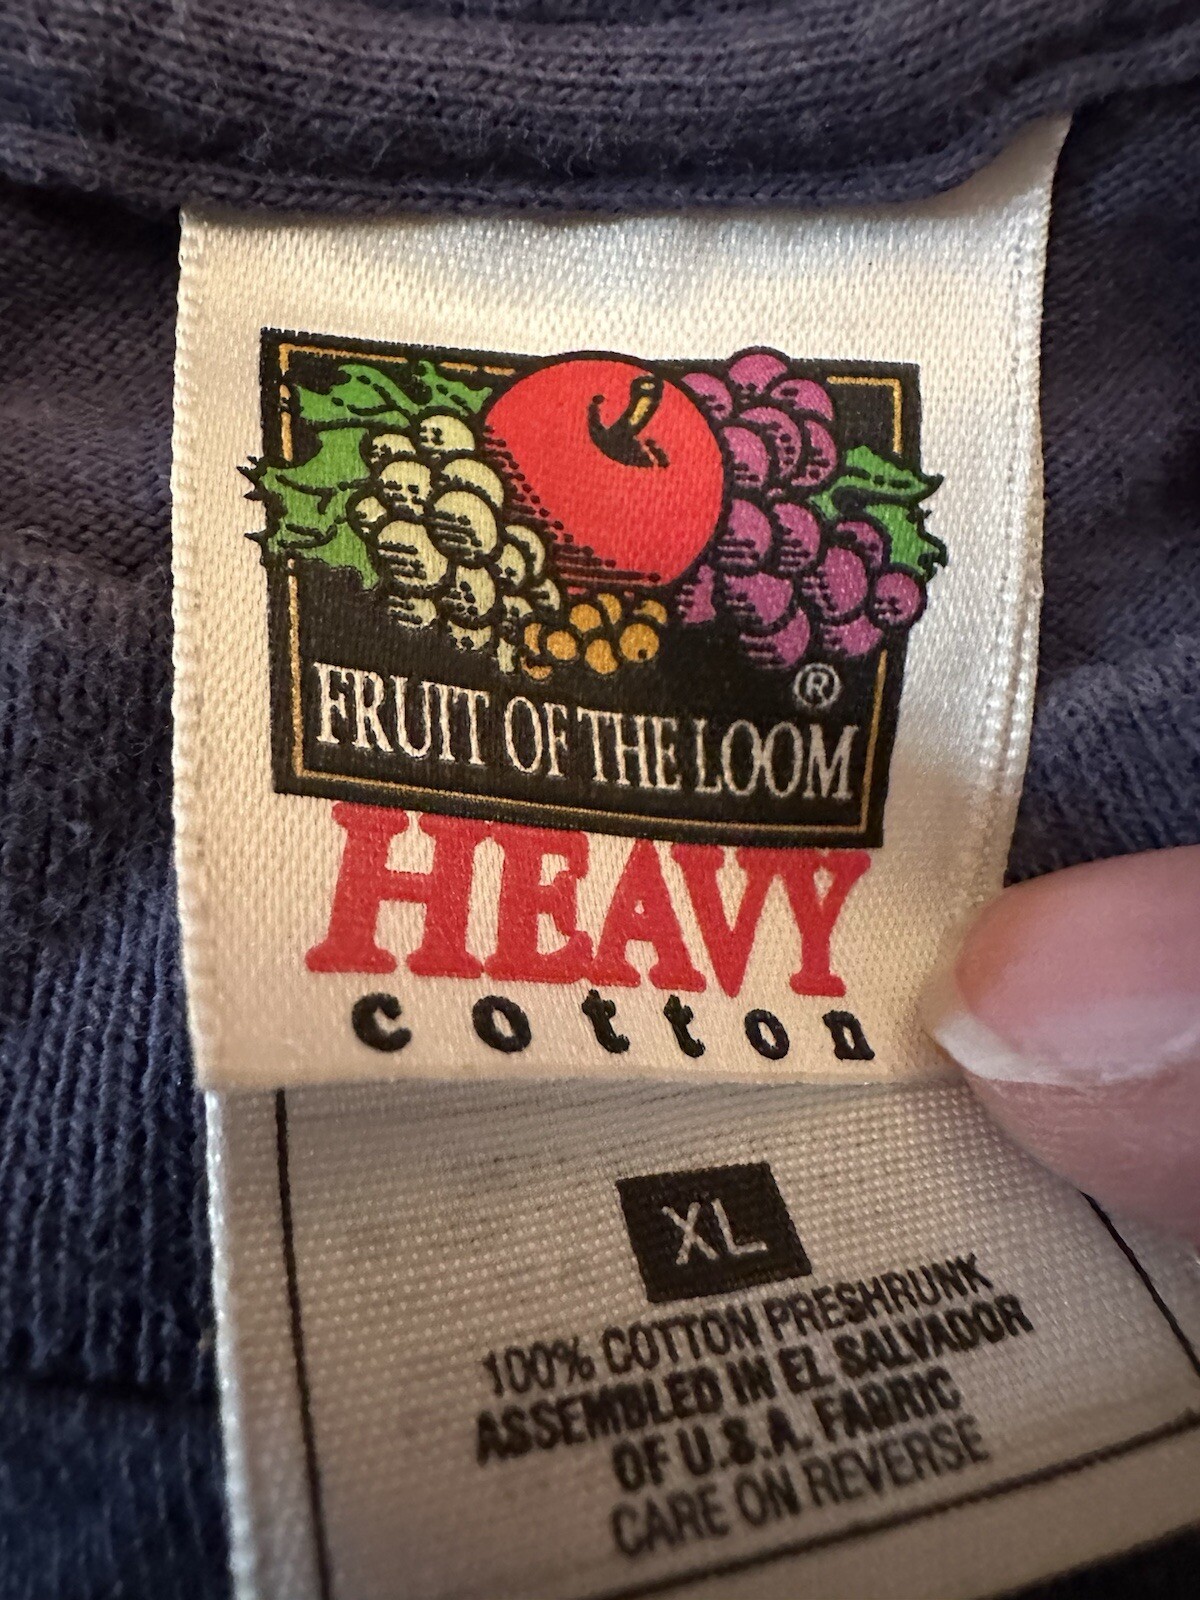 ®
FRUIT OF THE LOOM
HEAVY
cotton
XL
100% COTTON PRESHRUNK
ASSEMBLED IN EL SALVADOR
OF U.S.A. FABRIC
CARE ON REVERSE